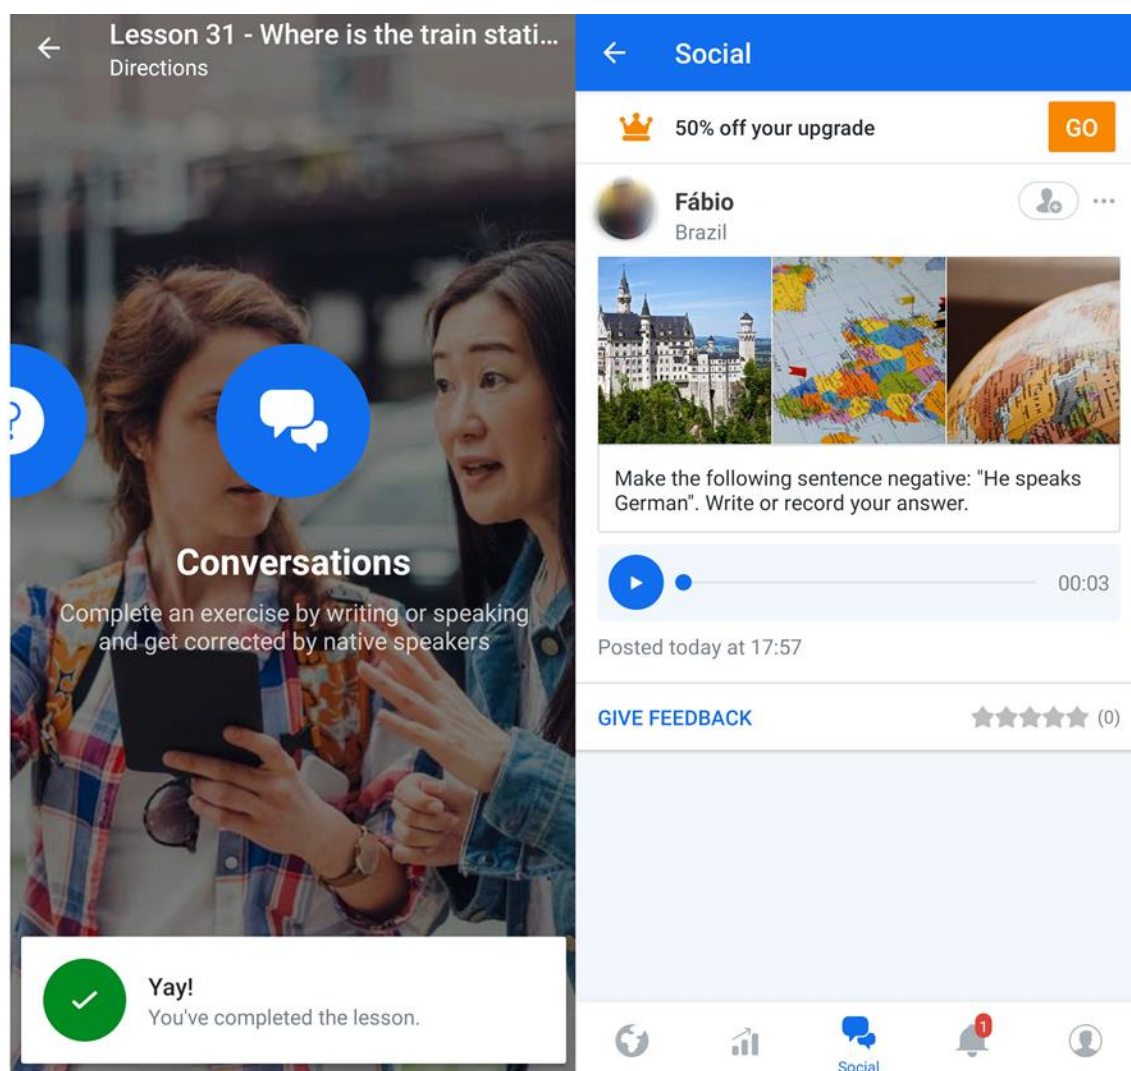 Lesson 31 - Where is the train stati...
Directions
?
Conversations
Complete an exercise by writing or speaking
and get corrected by native speakers
Yay!
You've completed the lesson.
Social
50% off your upgrade
GO
Fábio
Brazil
Make the following sentence negative: "He speaks
German". Write or record your answer.
00:03
Posted today at 17:57
GIVE FEEDBACK
(0)
1
Social